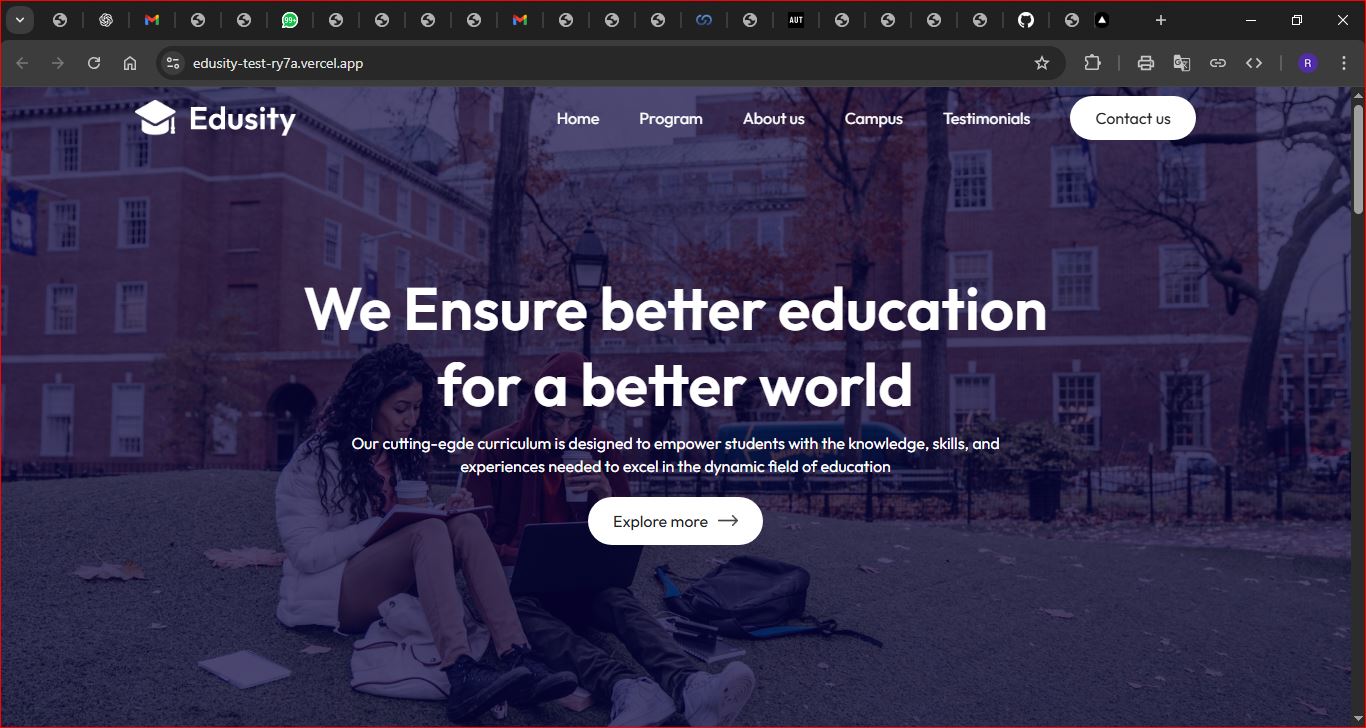 99+
AUT
edusity-test-ry7a.vercel.app
R
Edusity
Home Program About us Campus Testimonials Contact us
We Ensure better education
for a better world
Our cutting-egde curriculum is designed to empower students with the knowledge, skills, and
experiences needed to excel in the dynamic field of education
Explore more